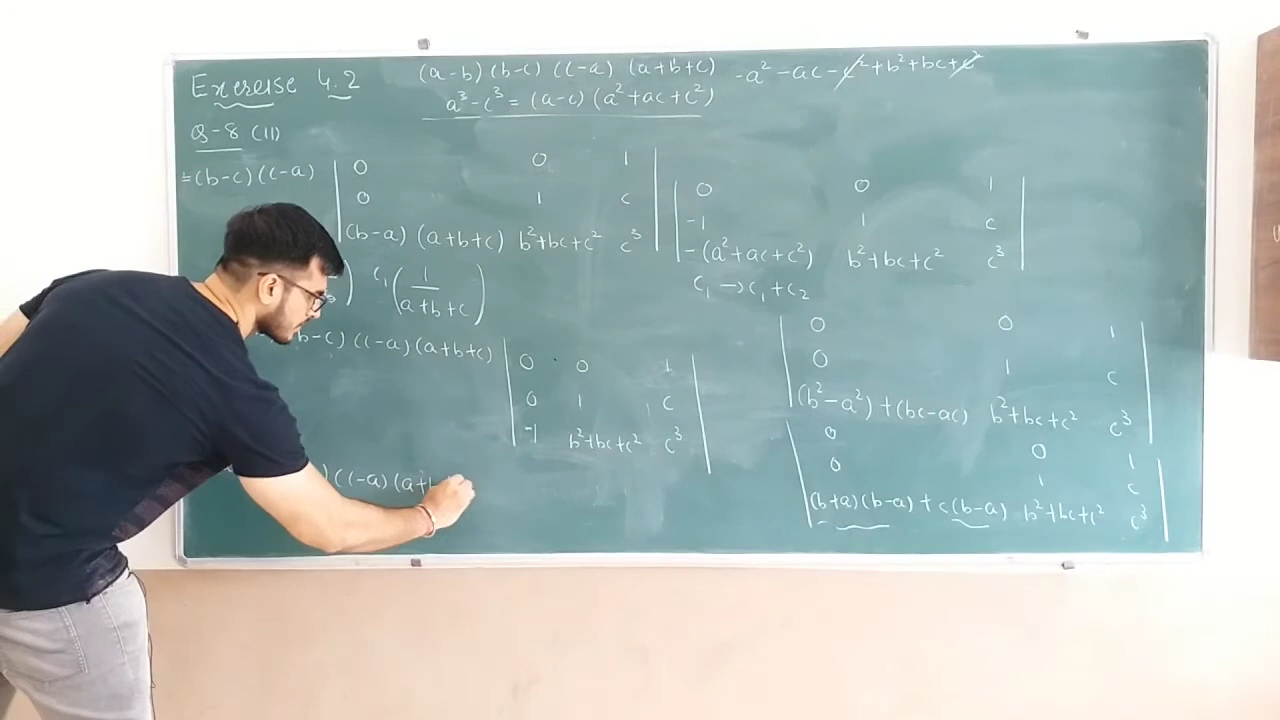 Exercise 4.2
(a-b) (b-c) (c-a) (a+b+c)
-a² - ac - c² + b² + bc + c²
a³ - c³ = (a-c) (a² + ac + c²)
Q-8 (11)
= (b-c) (c-a)
0 0 1
0 1 c
(b-a) (a+b+c) b²+bc+c² c³
C₁ (1/(a+b+c))
b-c) (c-a) (a+b+c)
0 0 1
0 1 c
-1 b²+bc+c² c³
) (c-a) (a+b
0 0 1
-1 1 c
-(a²+ac+c²) b²+bc+c² c³
C₁ → C₁ + C₂
0 0 1
0 1 c
(b²-a²) + (bc-ac) b²+bc+c² c³
0 0 1
0 1 c
(b+a) (b-a) + c(b-a) b²+bc+c² c³